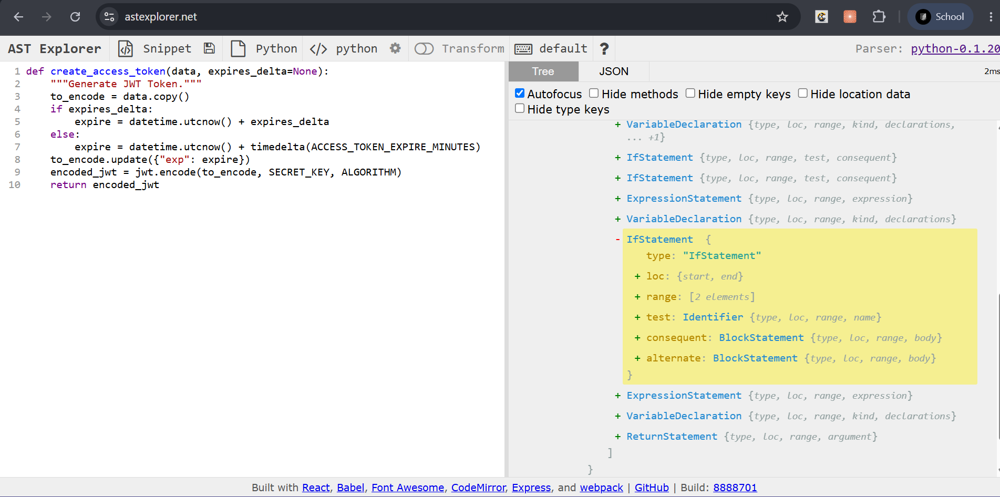 astexplorer.net
School
AST Explorer
Snippet
Python
</> python
Transform
default
?
Parser: python-0.1.20
1 def create_access_token(data, expires_delta=None):
2     """Generate JWT Token."""
3     to_encode = data.copy()
4     if expires_delta:
5         expire = datetime.utcnow() + expires_delta
6     else:
7         expire = datetime.utcnow() + timedelta(ACCESS_TOKEN_EXPIRE_MINUTES)
8     to_encode.update({"exp": expire})
9     encoded_jwt = jwt.encode(to_encode, SECRET_KEY, ALGORITHM)
10     return encoded_jwt
Tree
JSON
2ms
Autofocus Hide methods Hide empty keys Hide location data
Hide type keys
+ VariableDeclaration {type, loc, range, kind, declarations,
... +1}
+ IfStatement {type, loc, range, test, consequent}
+ IfStatement {type, loc, range, test, consequent}
+ ExpressionStatement {type, loc, range, expression}
+ VariableDeclaration {type, loc, range, kind, declarations}
- IfStatement {
type: "IfStatement"
+ loc: {start, end}
+ range: [2 elements]
+ test: Identifier {type, loc, range, name}
+ consequent: BlockStatement {type, loc, range, body}
+ alternate: BlockStatement {type, loc, range, body}
}
+ ExpressionStatement {type, loc, range, expression}
+ VariableDeclaration {type, loc, range, kind, declarations}
+ ReturnStatement {type, loc, range, argument}
]
}
Built with React, Babel, Font Awesome, CodeMirror, Express, and webpack | GitHub | Build: 8888701